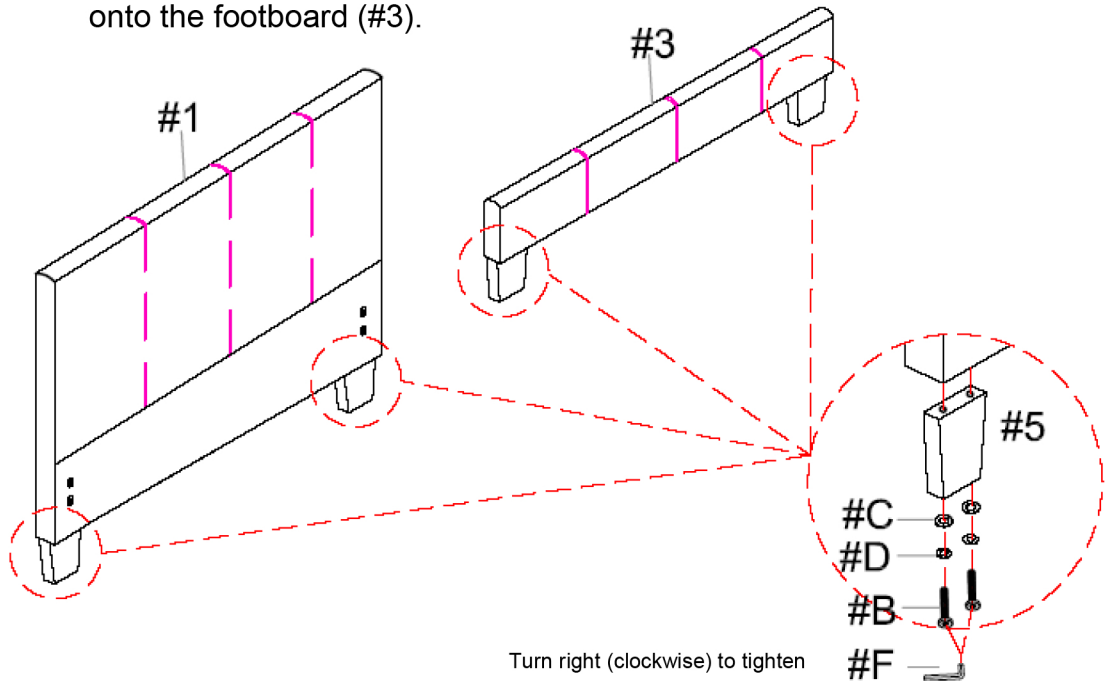 onto the footboard (#3).
#3
#1
#5
#C
#D
#B
Turn right (clockwise) to tighten
#F